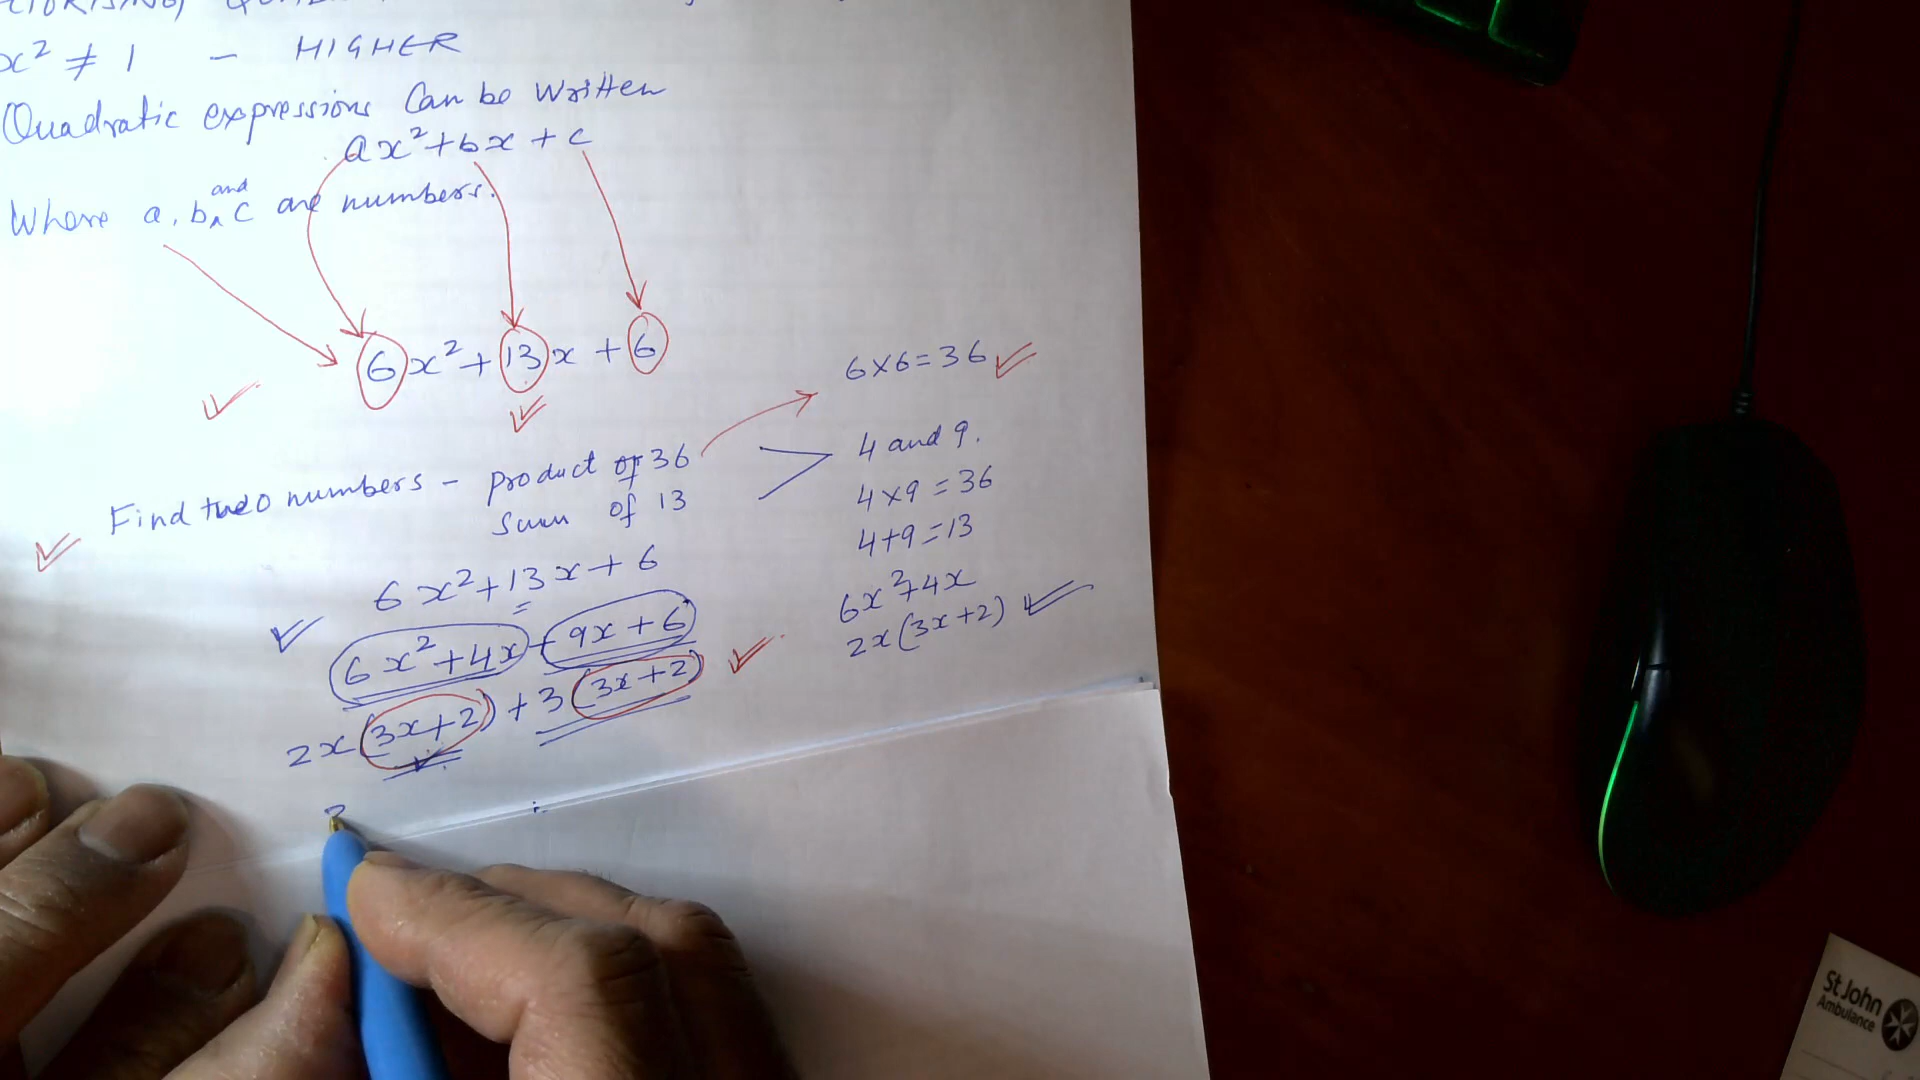 x² ≠ 1 - HIGHER
Quadratic expressions Can be written
ax²+bx + c
and
Where a, b‸ c are numbers.
6x²+13x + 6
6×6=36
Find two numbers - product of 36
sum of 13
4 and 9.
4×9=36
4+9=13
6x²+13x+6
6x²+4x+9x+6
2x(3x+2)+3(3x+2)
6x²+4x
2x(3x+2)
St John
Ambulance